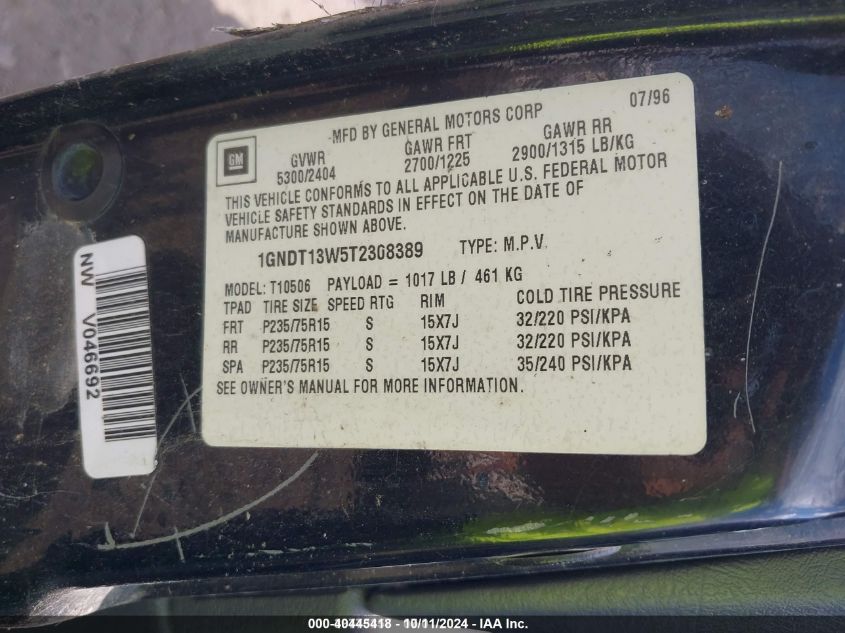 GM
MFD BY GENERAL MOTORS CORP 07/96
GVWR GAWR FRT GAWR RR
5300/2404 2700/1225 2900/1315 LB/KG
THIS VEHICLE CONFORMS TO ALL APPLICABLE U.S. FEDERAL MOTOR
VEHICLE SAFETY STANDARDS IN EFFECT ON THE DATE OF
MANUFACTURE SHOWN ABOVE.
1GNDT13W5T2308389 TYPE: M.P.V.
MODEL: T10506 PAYLOAD = 1017 LB / 461 KG
TPAD TIRE SIZE SPEED RTG RIM COLD TIRE PRESSURE
FRT P235/75R15 S 15X7J 32/220 PSI/KPA
RR P235/75R15 S 15X7J 32/220 PSI/KPA
SPA P235/75R15 S 15X7J 35/240 PSI/KPA
SEE OWNER'S MANUAL FOR MORE INFORMATION.
NW V046692
000-40445418 - 10/11/2024 - IAA Inc.